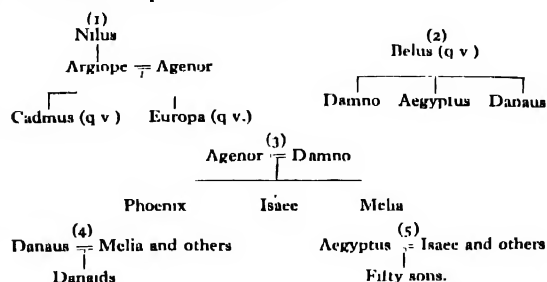 (1)
Nilus
Argiope = Agenor
Cadmus (q v) Europa (q v.)
(2)
Belus (q v)
Damno Aegyptus Danaus
(3)
Agenor = Damno
Phoenix Isaee Melia
(4)
Danaus = Melia and others
Danaids
(5)
Aegyptus = Isaee and others
Fifty sons.